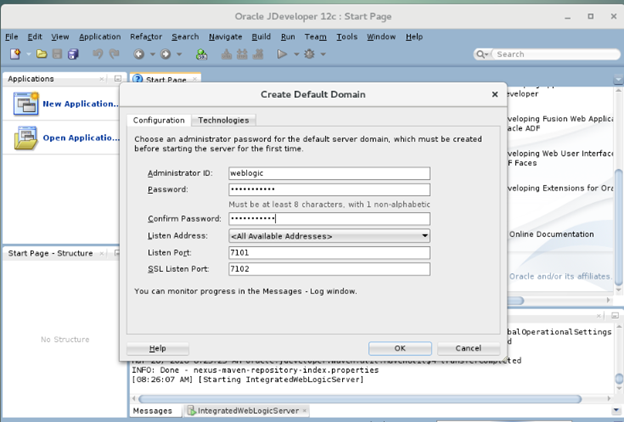 Oracle JDeveloper 12c : Start Page
File Edit View Application Refactor Search Navigate Build Run Team Tools Window Help
Search
Applications
Start Page
New Application...
Open Applicatio...
Create Default Domain
Configuration Technologies
Choose an administrator password for the default server domain, which must be created
before starting the server for the first time.
Administrator ID: weblogic
Password: •••••••••••
Must be at least 8 characters, with 1 non-alphabetic
Confirm Password: •••••••••••
Listen Address: <All Available Addresses>
Listen Port: 7101
SSL Listen Port: 7102
You can monitor progress in the Messages - Log window.
Help OK Cancel
eveloper
veloping Fusion Web Applica
acle ADF
veloping Web User Interface
F Faces
veloping Extensions for Ora
Online Documentation
Oracle and/or its affiliates.
Start Page - Structure
No Structure
balOperationalSettings
INFO: Done - nexus-maven-repository-index.properties
[08:26:07 AM] [Starting IntegratedWebLogicServer]
Messages IntegratedWebLogicServer